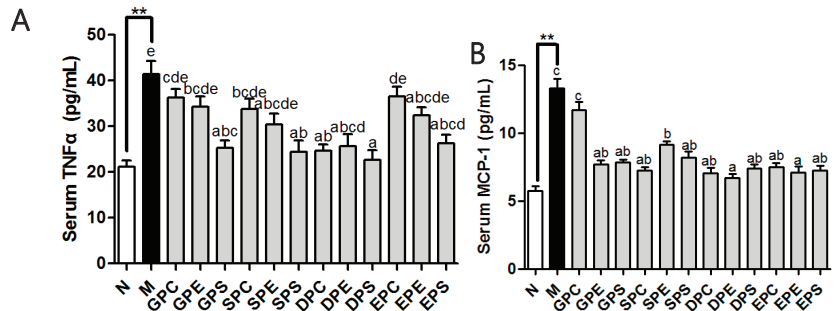 A
Serum TNFα (pg/mL)
50
40
30
20
10
0
**
e
cde
bcde
abc
bcde
abcde
ab
ab
abcd
a
de
abcde
abcd
N
M
GPC
GPE
GPS
SPC
SPE
SPS
DPC
DPE
DPS
EPC
EPE
EPS
B
Serum MCP-1 (pg/mL)
15
10
5
0
**
c
c
ab
ab
ab
b
ab
ab
a
ab
ab
a
ab
N
M
GPC
GPE
GPS
SPC
SPE
SPS
DPC
DPE
DPS
EPC
EPE
EPS